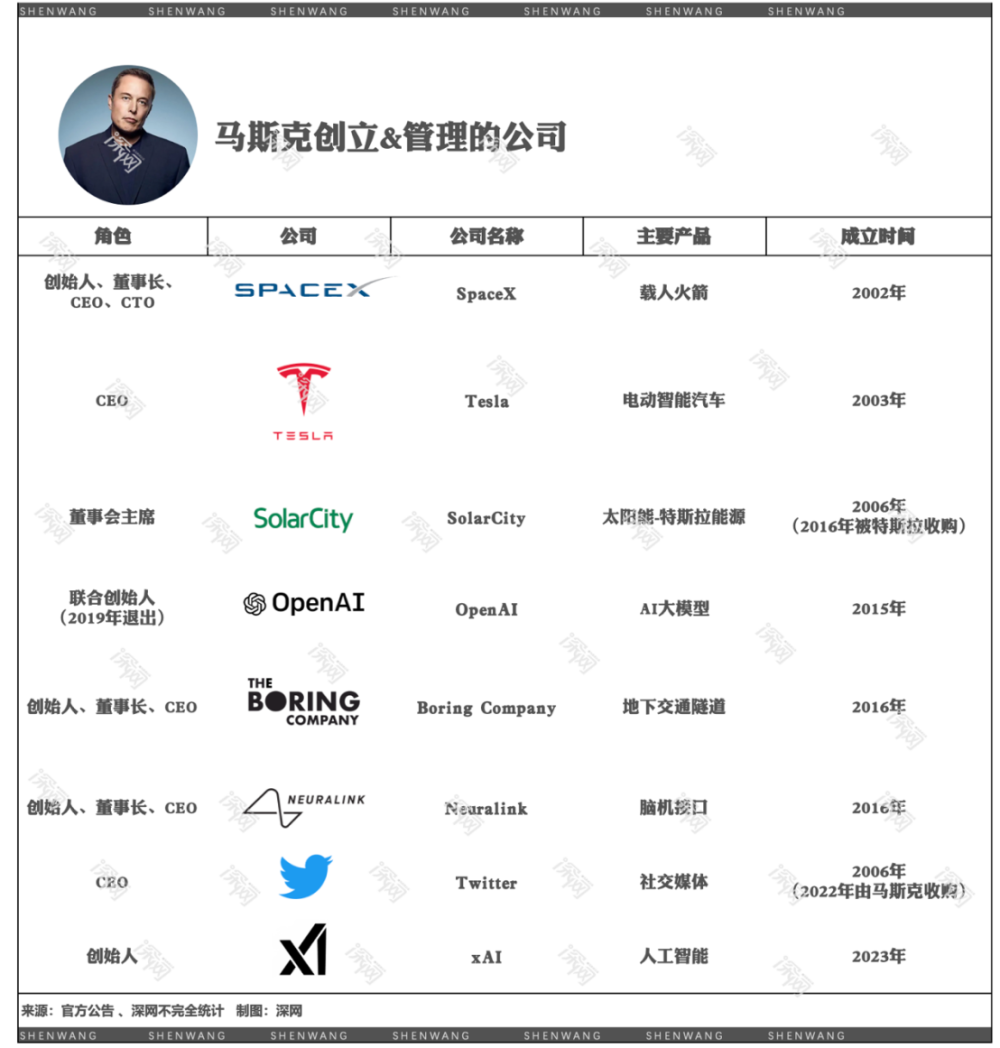 SHENWANG SHENWANG SHENWANG SHENWANG SHENWANG SHENWANG SHENWANG
马斯克创立&管理的公司
角色 公司 公司名称 主要产品 成立时间
创始人、董事长、
CEO、CTO
SPACEX
SpaceX
载人火箭
2002年
CEO
TESLA
Tesla
电动智能汽车
2003年
董事会主席
SolarCity
SolarCity
太阳能-特斯拉能源
2006年
（2016年被特斯拉收购）
联合创始人
（2019年退出）
OpenAI
OpenAI
AI大模型
2015年
创始人、董事长、CEO
THE
BORING
COMPANY
Boring Company
地下交通隧道
2016年
创始人、董事长、CEO
NEURALINK
Neuralink
脑机接口
2016年
CEO
Twitter
社交媒体
2006年
（2022年由马斯克收购）
创始人
xAI
xAI
人工智能
2023年
来源：官方公告、深网不完全统计 制图：深网
SHENWANG SHENWANG SHENWANG SHENWANG SHENWANG SHENWANG SHENWANG
深网